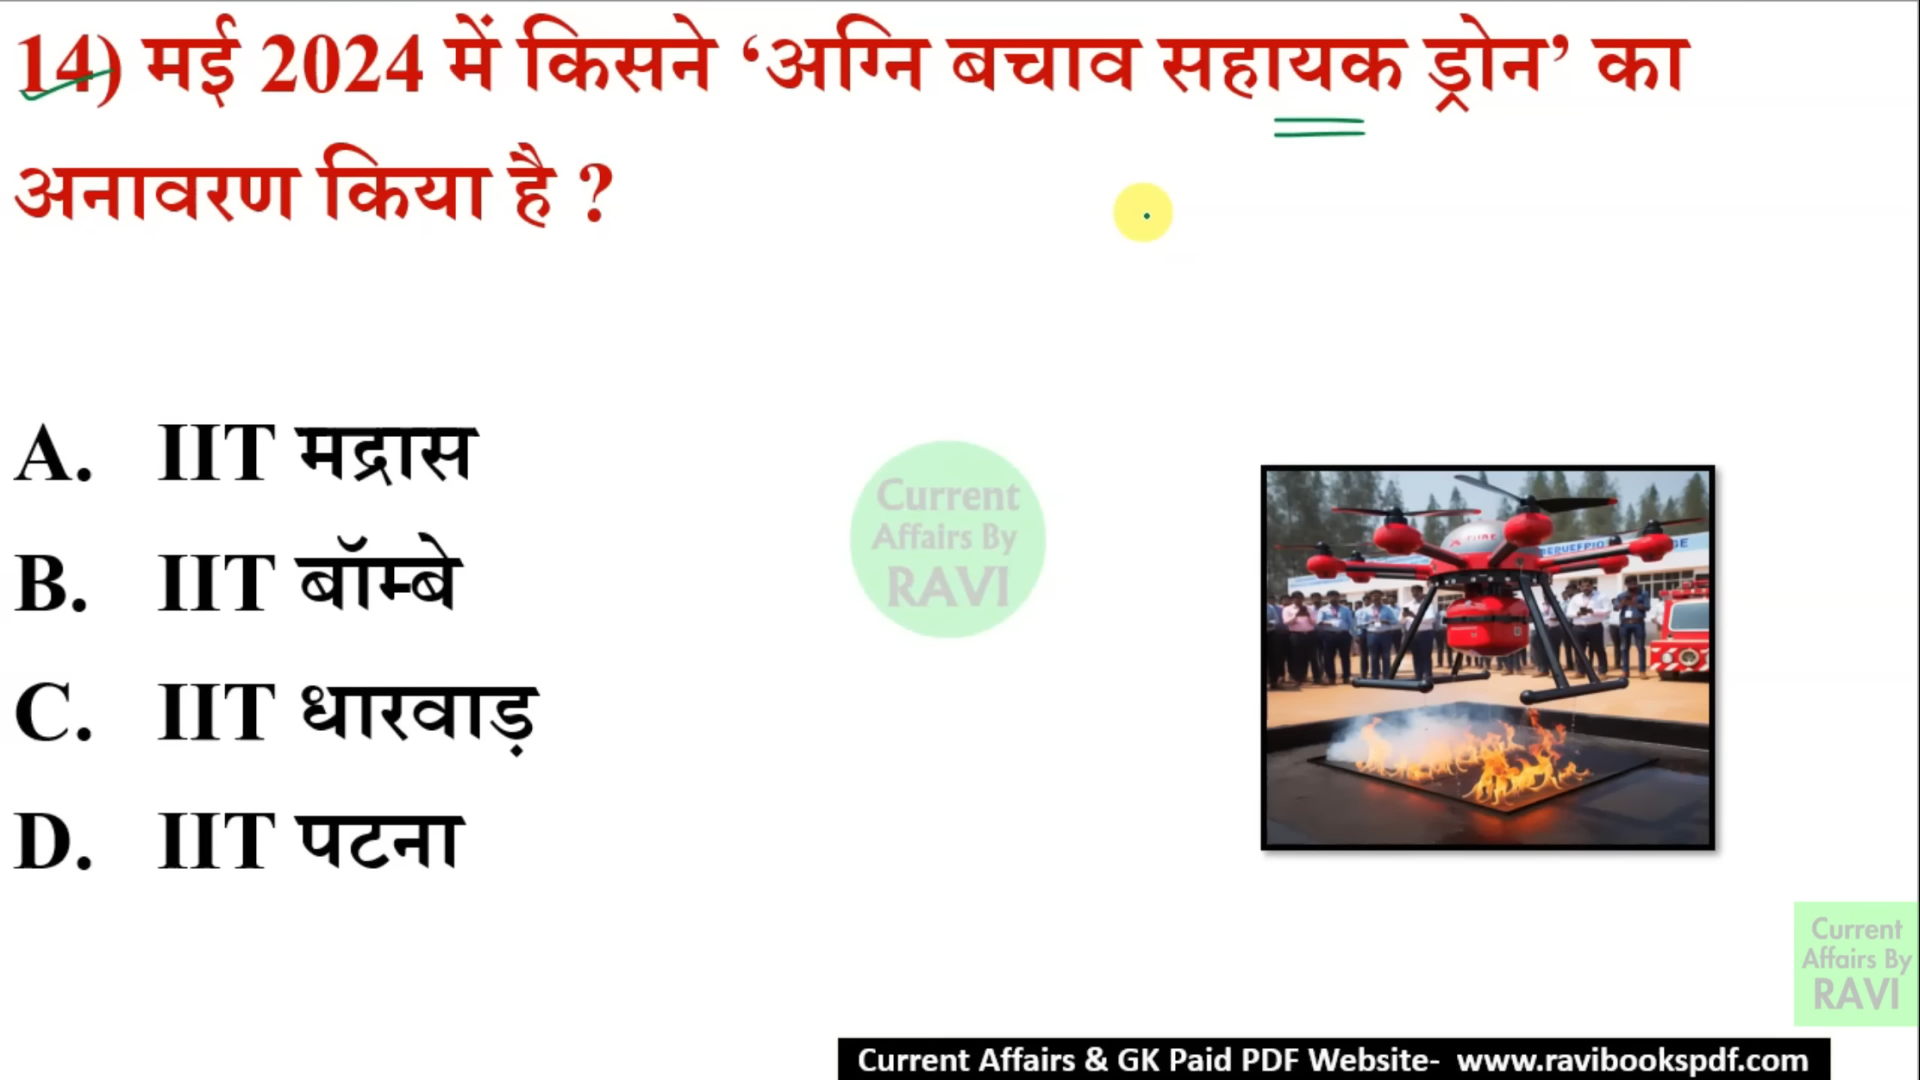 14) मई 2024 में किसने ‘अग्नि बचाव सहायक ड्रोन’ का
अनावरण किया है ?
A. IIT मद्रास
B. IIT बॉम्बे
C. IIT धारवाड़
D. IIT पटना
Current
Affairs By
RAVI
Current
Affairs By
RAVI
Current Affairs & GK Paid PDF Website- www.ravibookspdf.com